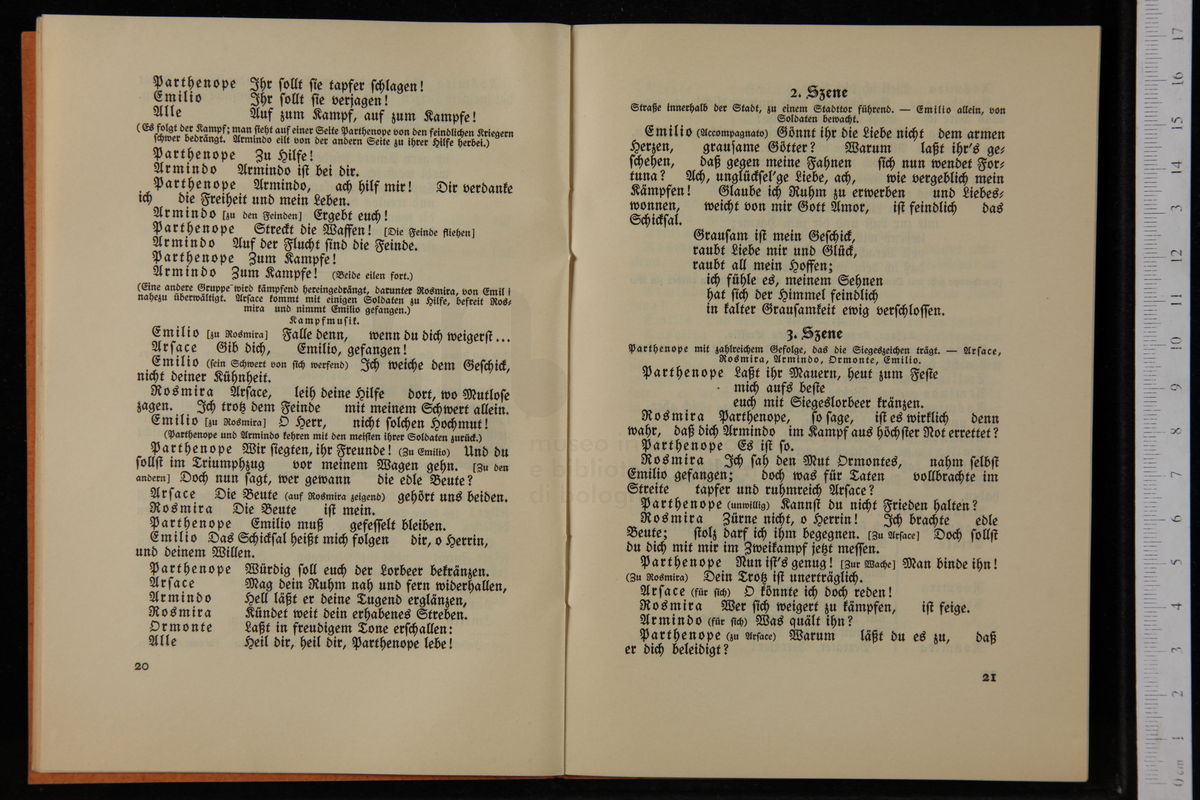 Parthenope Ihr sollt sie tapfer schlagen!
Emilio Ihr sollt sie verjagen!
Alle Auf zum Kampf, auf zum Kampfe!
(Es folgt der Kampf; man sieht auf einer Seite Parthenope von den feindlichen Kriegern
schwer bedrängt. Armindo eilt von der andern Seite zu ihrer Hilfe herbei.)
Parthenope Zu Hilfe!
Armindo Armindo ist bei dir.
Parthenope Armindo, ach hilf mir! Dir verdanke
ich die Freiheit und mein Leben.
Armindo [zu den Feinden] Ergebt euch!
Parthenope Streckt die Waffen! [Die Feinde fliehen]
Armindo Auf der Flucht sind die Feinde.
Parthenope Zum Kampfe!
Armindo Zum Kampfe! (Beide eilen fort.)
(Eine andere Gruppe wird kämpfend hereingedrängt, darunter Rosmira, von Emili
nahezu überwältigt. Arface kommt mit einigen Soldaten zu Hilfe, befreit Ros-
mira und nimmt Emilio gefangen.)
Kampfmusik.
Emilio [zu Rosmira] Falle denn, wenn du dich weigerst...
Arface Gib dich, Emilio, gefangen!
Emilio (sein Schwert von sich werfend) Ich weiche dem Geschick,
nicht deiner Kühnheit.
Rosmira Arface, leih deine Hilfe dort, wo Mutlose
zagen. Ich trotz dem Feinde mit meinem Schwert allein.
Emilio [zu Rosmira] O Herr, nicht solchen Hochmut!
(Parthenope und Armindo kehren mit den meisten ihrer Soldaten zurück.)
Parthenope Wir siegten, ihr Freunde! (Zu Emilio) Und du
sollst im Triumphzug vor meinem Wagen gehn. [Zu den
andern] Doch nun sagt, wer gewann die edle Beute?
Arface Die Beute (auf Rosmira zeigend) gehört uns beiden.
Rosmira Die Beute ist mein.
Parthenope Emilio muß gefesselt bleiben.
Emilio Das Schicksal heißt mich folgen dir, o Herrin,
und deinem Willen.
Parthenope Würdig soll euch der Lorbeer bekränzen.
Arface Mag dein Ruhm nah und fern widerhallen,
Armindo Hell läßt er deine Tugend erglänzen,
Rosmira Kündet weit dein erhabenes Streben.
Ormonte Laßt in freudigem Tone erschallen:
Alle Heil dir, heil dir, Parthenope lebe!
20
2. Szene
Straße innerhalb der Stadt, zu einem Stadttor führend. — Emilio allein, von
Soldaten bewacht.
Emilio (Accompagnato) Gönnt ihr die Liebe nicht dem armen
Herzen, grausame Götter? Warum laßt ihr's ge-
schehen, daß gegen meine Fahnen sich nun wendet For-
tuna? Ach, unglücksel'ge Liebe, ach, wie vergeblich mein
Kämpfen! Glaube ich Ruhm zu erwerben und Liebes-
wonnen, weicht von mir Gott Amor, ist feindlich das
Schicksal.
Grausam ist mein Geschick,
raubt Liebe mir und Glück,
raubt all mein Hoffen;
ich fühle es, meinem Sehnen
hat sich der Himmel feindlich
in kalter Grausamkeit ewig verschlossen.
3. Szene
Parthenope mit zahlreichem Gefolge, das die Siegeszeichen trägt. — Arface,
Rosmira, Armindo, Ormonte, Emilio.
Parthenope Laßt ihr Mauern, heut zum Feste
mich aufs beste
euch mit Siegeslorbeer kränzen.
Rosmira Parthenope, so sage, ist es wirklich denn
wahr, daß dich Armindo im Kampf aus höchster Not errettet?
Parthenope Es ist so.
Rosmira Ich sah den Mut Ormontes, nahm selbst
Emilio gefangen; doch was für Taten vollbrachte im
Streite tapfer und ruhmreich Arface?
Parthenope (unwillig) Kannst du nicht Frieden halten?
Rosmira Zürne nicht, o Herrin! Ich brachte edle
Beute; stolz darf ich ihm begegnen. [Zu Arface] Doch sollst
du dich mit mir im Zweikampf jetzt messen.
Parthenope Nun ist's genug! [Zur Wache] Man binde ihn!
(Zu Rosmira) Dein Trotz ist unerträglich.
Arface (für sich) O könnte ich doch reden!
Rosmira Wer sich weigert zu kämpfen, ist feige.
Armindo (für sich) Was quält ihn?
Parthenope (zu Arface) Warum läßt du es zu, daß
er dich beleidigt?
21